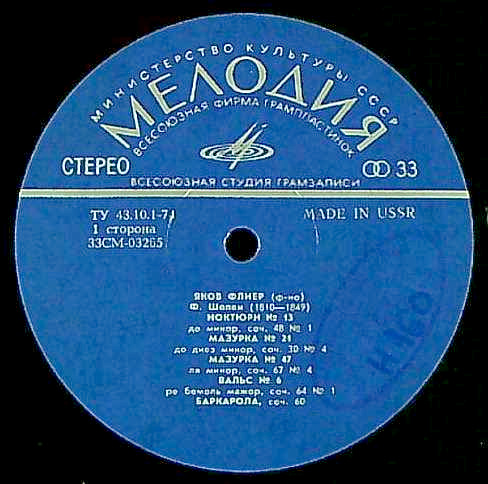 МИНИСТЕРСТВО КУЛЬТУРЫ СССР
МЕЛОДИЯ
ВСЕСОЮЗНАЯ ФИРМА ГРАМПЛАСТИНОК
СТЕРЕО
33
ВСЕСОЮЗНАЯ СТУДИЯ ГРАМЗАПИСИ
ТУ 43.10.1-74
MADE IN USSR
1 сторона
33СМ-03265
ЯКОВ ФЛИЕР (ф-но)
Ф. Шопен (1810—1849)
НОКТЮРН № 13
до минор, соч. 48 № 1
МАЗУРКА № 21
до диез минор, соч. 30 № 4
МАЗУРКА № 47
ля минор, соч. 67 № 4
ВАЛЬС № 6
ре бемоль мажор, соч. 64 № 1
БАРКАРОЛА, соч. 60